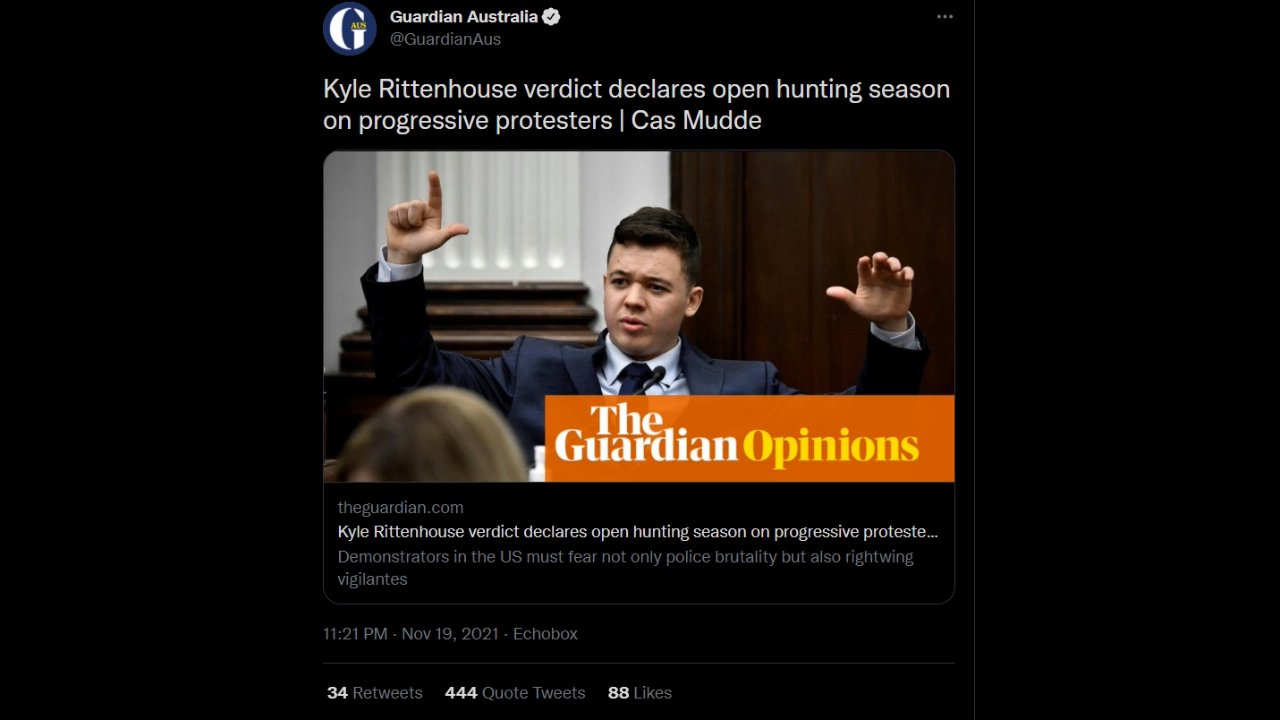 AUS
Guardian Australia
@GuardianAus
Kyle Rittenhouse verdict declares open hunting season
on progressive protesters | Cas Mudde
The
Guardian Opinions
theguardian.com
Kyle Rittenhouse verdict declares open hunting season on progressive proteste...
Demonstrators in the US must fear not only police brutality but also rightwing
vigilantes
11:21 PM · Nov 19, 2021 · Echobox
34 Retweets 444 Quote Tweets 88 Likes